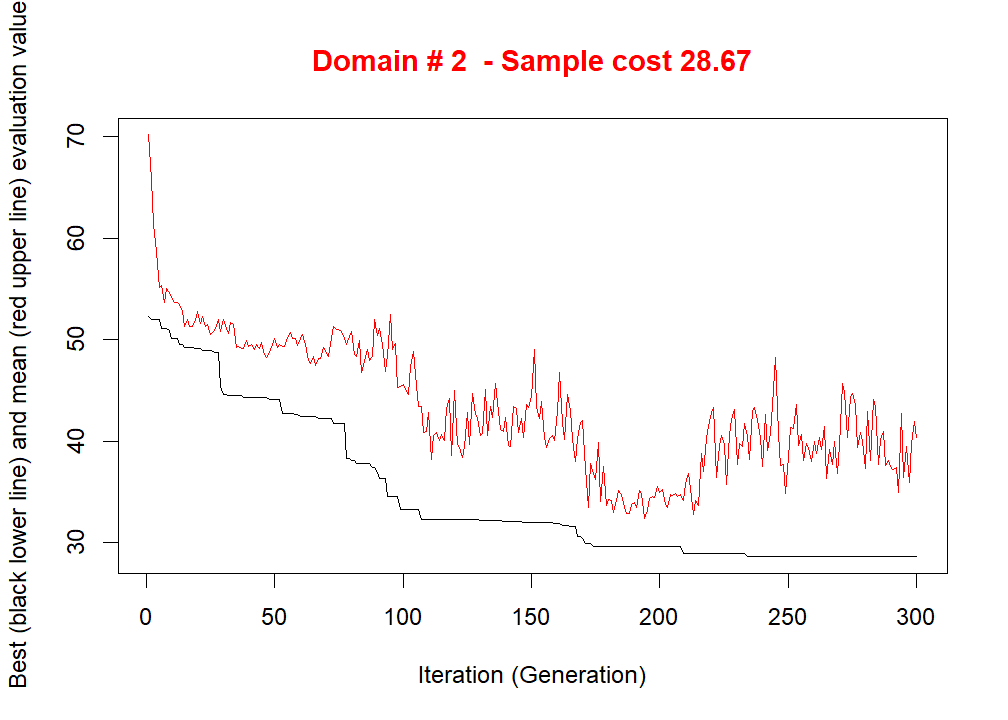 Domain # 2  - Sample cost 28.67
Best (black lower line) and mean (red upper line) evaluation value
70
60
50
40
30
0 50 100 150 200 250 300
Iteration (Generation)